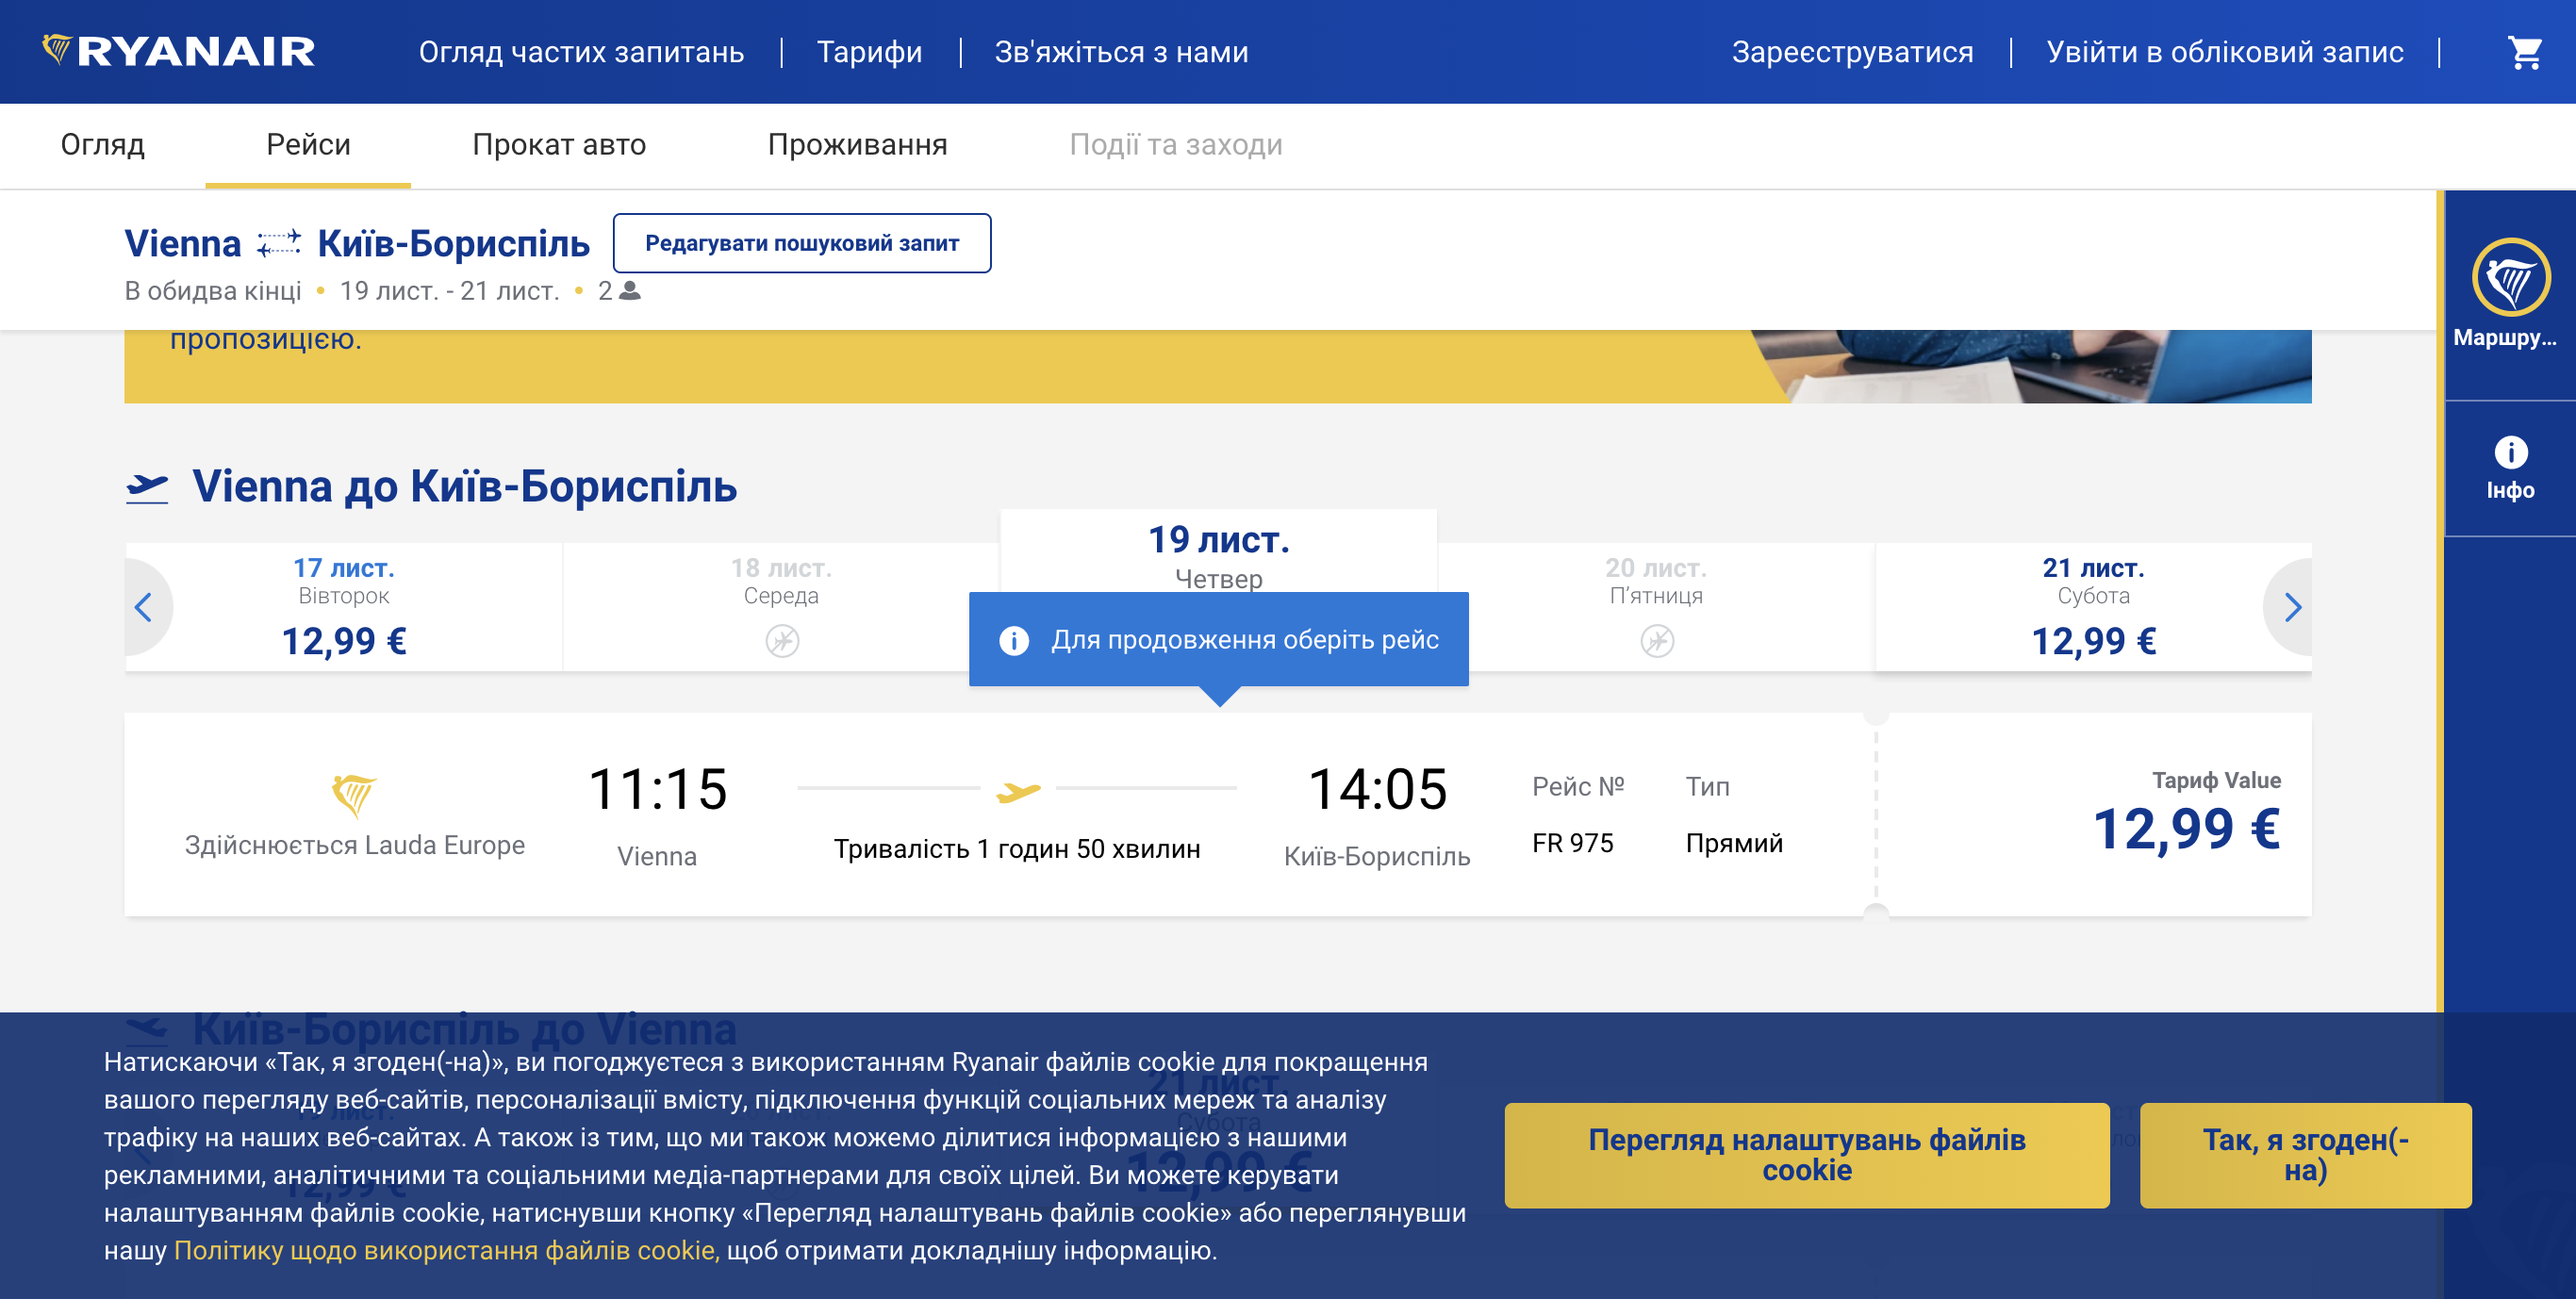 RYANAIR
Огляд частих запитань
Тарифи
Зв'яжіться з нами
Зареєструватися
Увійти в обліковий запис
Огляд
Рейси
Прокат авто
Проживання
Події та заходи
Vienna Київ-Бориспіль
Редагувати пошуковий запит
В обидва кінці • 19 лист. - 21 лист. • 2
Маршру...
Інфо
пропозицією.
Vienna до Київ-Бориспіль
17 лист.
Вівторок
12,99 €
18 лист.
Середа
19 лист.
Четвер
20 лист.
П’ятниця
21 лист.
Субота
12,99 €
Для продовження оберіть рейс
Здійснюється Lauda Europe
11:15
Vienna
Тривалість 1 годин 50 хвилин
14:05
Київ-Бориспіль
Рейс №
FR 975
Тип
Прямий
Тариф Value
12,99 €
Київ-Бориспіль до Vienna
21 лист.
Субота
12,99 €
12,99 €
Натискаючи «Так, я згоден(-на)», ви погоджуєтеся з використанням Ryanair файлів cookie для покращення
вашого перегляду веб-сайтів, персоналізації вмісту, підключення функцій соціальних мереж та аналізу
трафіку на наших веб-сайтах. А також із тим, що ми також можемо ділитися інформацією з нашими
рекламними, аналітичними та соціальними медіа-партнерами для своїх цілей. Ви можете керувати
налаштуванням файлів cookie, натиснувши кнопку «Перегляд налаштувань файлів cookie» або переглянувши
нашу Політику щодо використання файлів cookie, щоб отримати докладнішу інформацію.
Перегляд налаштувань файлів
cookie
Так, я згоден(-
на)